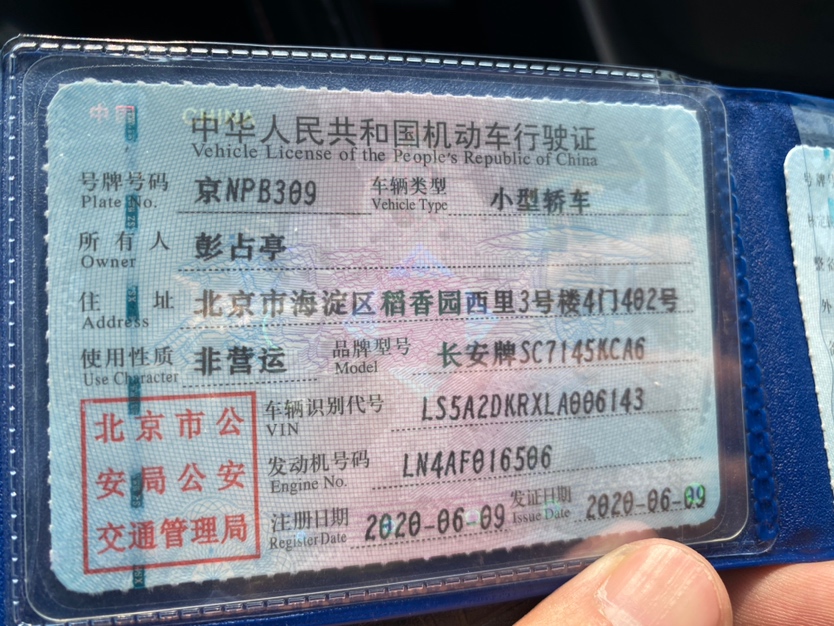 中国 CHINA
中华人民共和国机动车行驶证
Vehicle License of the People's Republic of China
号牌号码 京NPB309 车辆类型 小型轿车
Plate No. Vehicle Type
所有人 彭占亭
Owner
住址 北京市海淀区稻香园西里3号楼4门402号
Address
使用性质 非营运 品牌型号 长安牌SC7145KCA6
Use Character Model
车辆识别代号 LS5A2DKRXLA006143
VIN
发动机号码 LN4AF016506
Engine No.
注册日期 2020-06-09 发证日期 2020-06-09
Register Date Issue Date
北京市公
安局公安
交通管理局
号牌